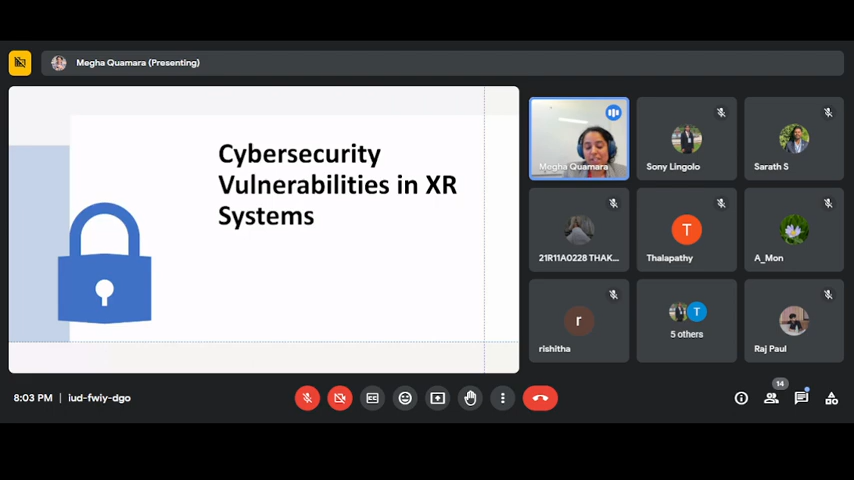 Megha Quamara (Presenting)
Cybersecurity
Vulnerabilities in XR
Systems
Megha Quamara
Sony Lingolo
Sarath S
21R11A0228 THAK...
T
Thalapathy
A_Mon
r
rishitha
T
5 others
Raj Paul
8:03 PM | iud-fwiy-dgo
CC
14